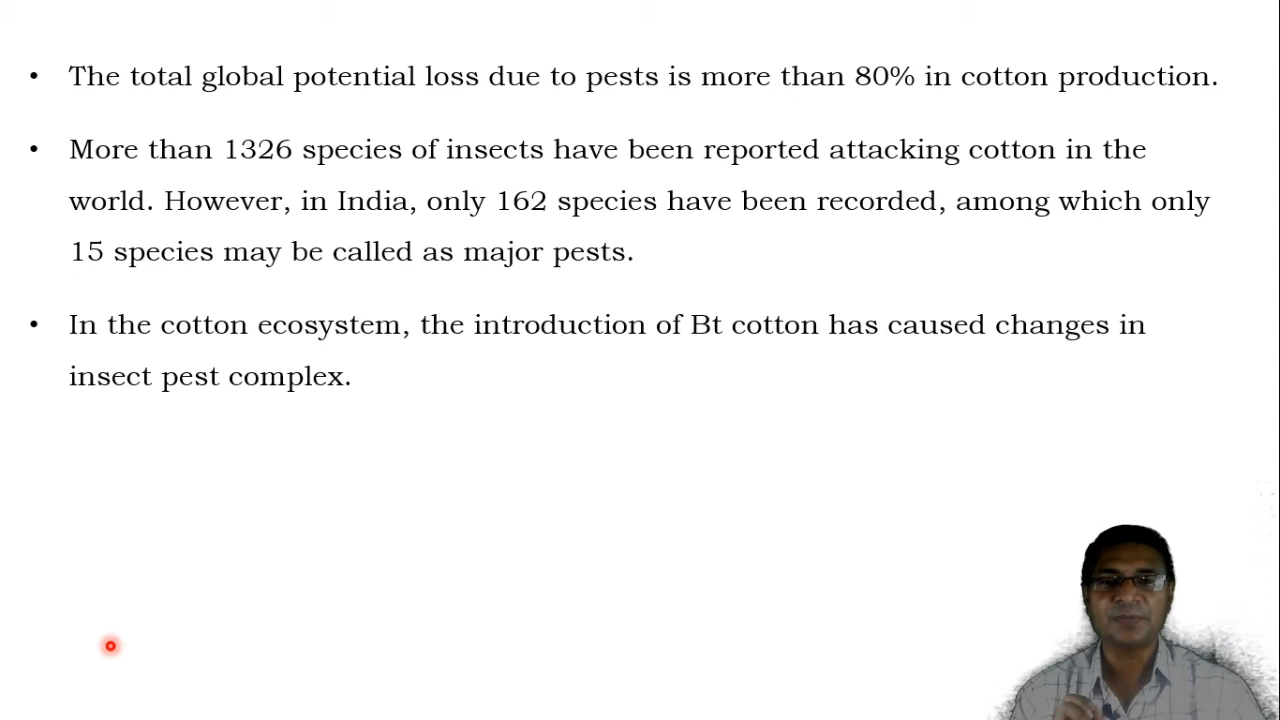 • The total global potential loss due to pests is more than 80% in cotton production.
• More than 1326 species of insects have been reported attacking cotton in the
world. However, in India, only 162 species have been recorded, among which only
15 species may be called as major pests.
• In the cotton ecosystem, the introduction of Bt cotton has caused changes in
insect pest complex.